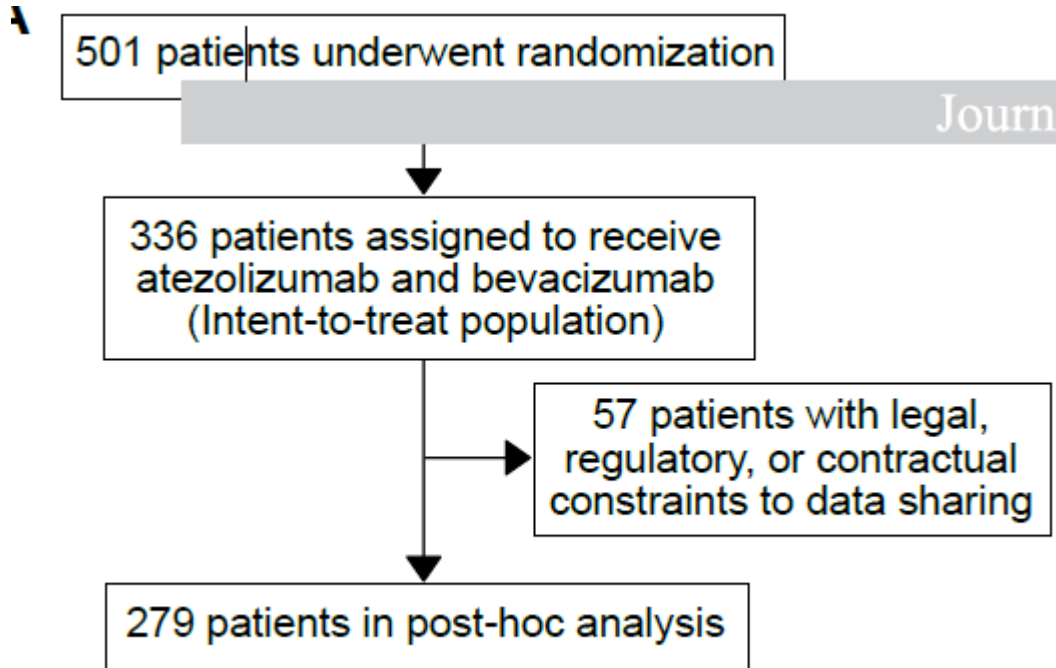 A
501 patients underwent randomization
Journ
336 patients assigned to receive
atezolizumab and bevacizumab
(Intent-to-treat population)
57 patients with legal,
regulatory, or contractual
constraints to data sharing
279 patients in post-hoc analysis